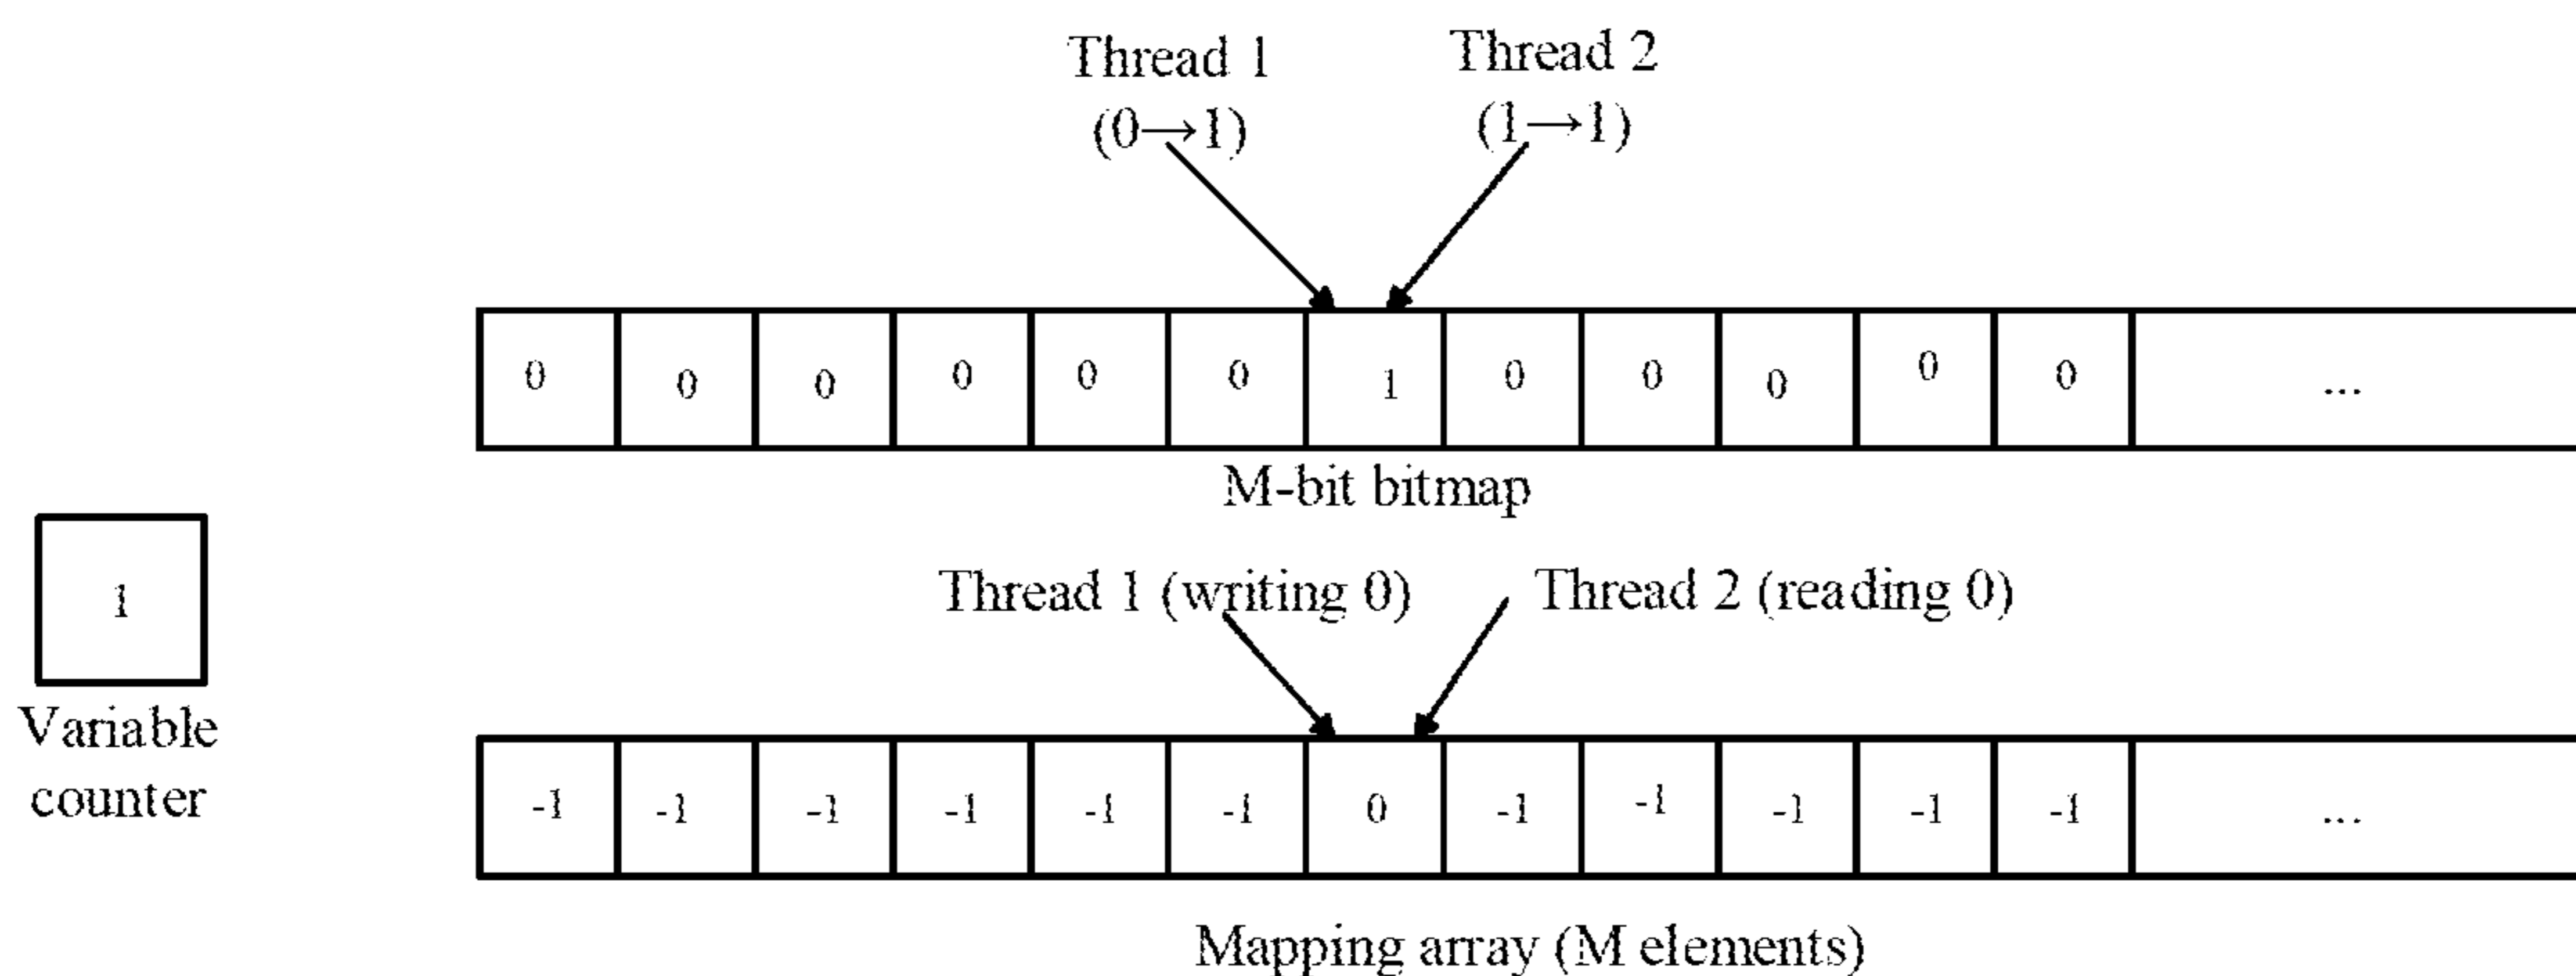 Thread 1
(0→1)
Thread 2
(1→1)
0 0 0 0 0 0 1 0 0 0 0 0 ...
M-bit bitmap
1
Variable
counter
Thread 1 (writing 0)
Thread 2 (reading 0)
-1 -1 -1 -1 -1 -1 0 -1 -1 -1 -1 -1 ...
Mapping array (M elements)